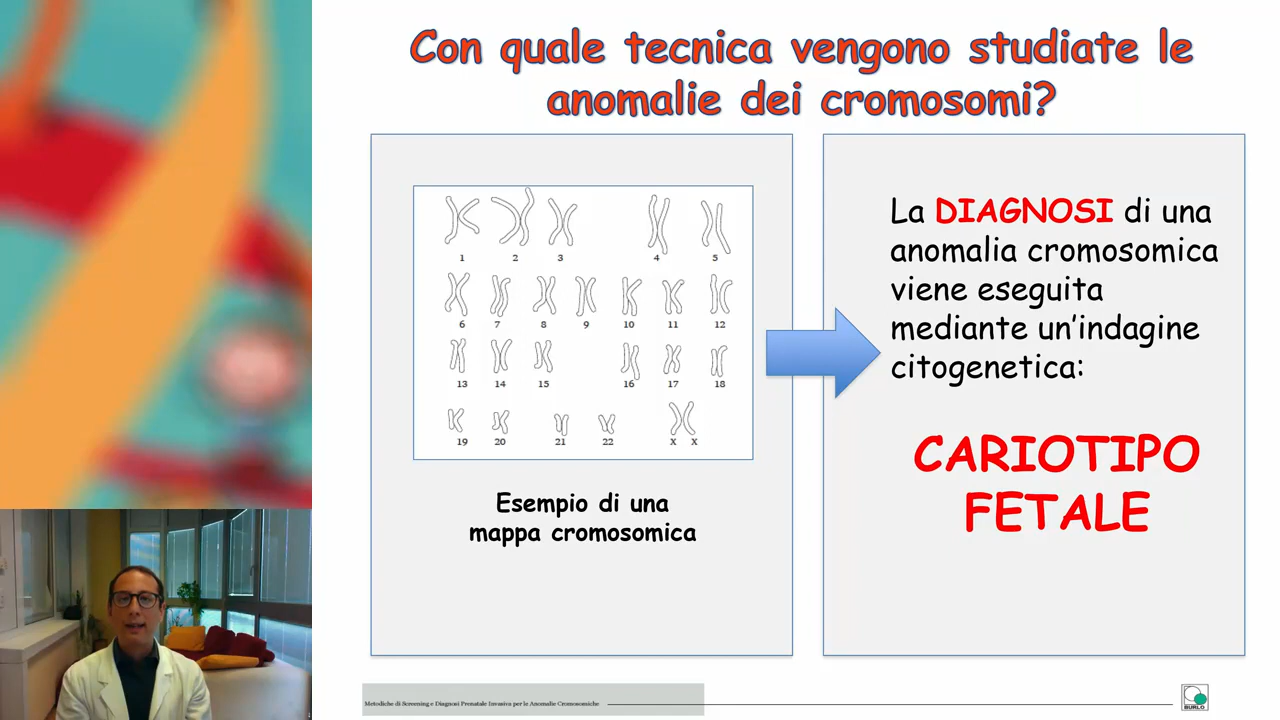 Con quale tecnica vengono studiate le
anomalie dei cromosomi?
1 2 3 4 5
6 7 8 9 10 11 12
13 14 15 16 17 18
19 20 21 22 X X
Esempio di una
mappa cromosomica
La DIAGNOSI di una
anomalia cromosomica
viene eseguita
mediante un'indagine
citogenetica:
CARIOTIPO
FETALE
Metodiche di Screening e Diagnosi Prenatale Invasiva per le Anomalie Cromosomiche
BURLO